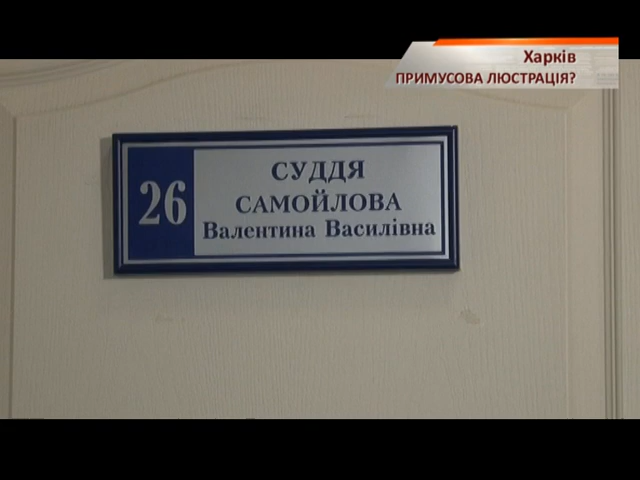 Харків
ПРИМУСОВА ЛЮСТРАЦІЯ?
26
СУДДЯ
САМОЙЛОВА
Валентина Василівна